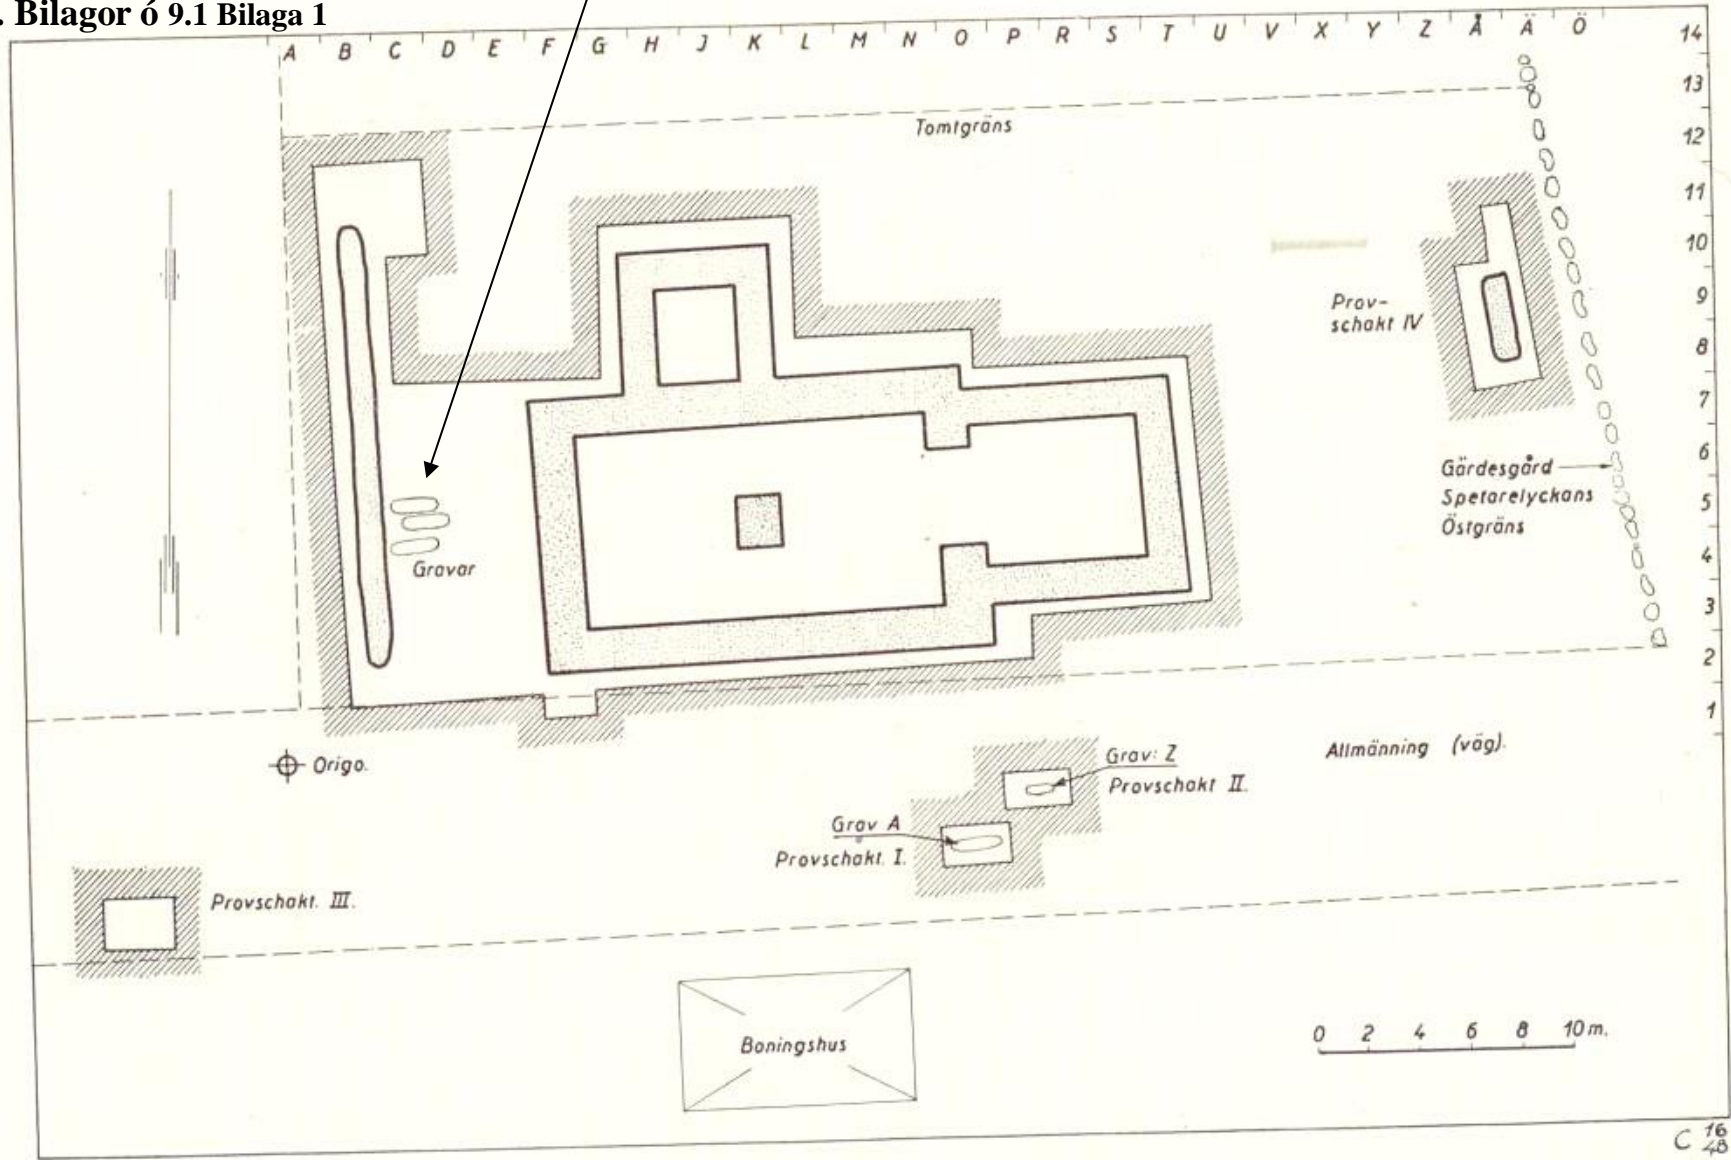 . Bilagor ó 9.1 Bilaga 1
A B C D E F G H J K L M N O P R S T U V X Y Z Å Ä Ö
14
13
12
11
10
9
8
7
6
5
4
3
2
1
Tomtgräns
Prov-
schakt IV
Gärdesgård
Spetarelyckans
Östgräns
Gravar
Origo.
Allmänning (väg).
Grav: Z
Provschakt II.
Grav A
Provschakt. I.
Provschakt. III.
Boningshus
0 2 4 6 8 10 m.
C 16
48